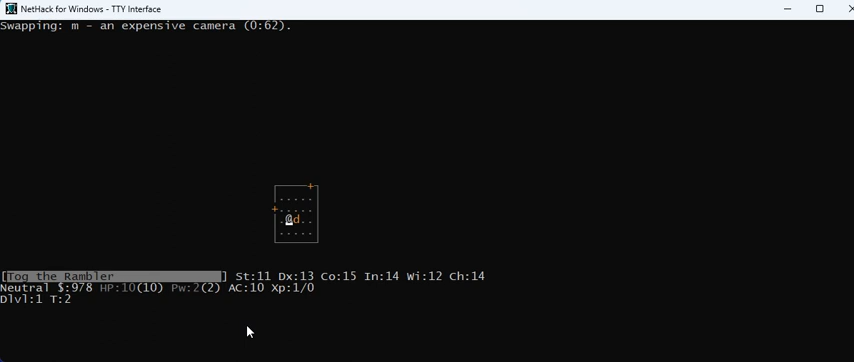 NetHack for Windows - TTY Interface
Swapping: m - an expensive camera (0:62).
+
.....
+.....
.@d..
.....
[Tog the Rambler ] St:11 Dx:13 Co:15 In:14 Wi:12 Ch:14
Neutral $:978 HP:10(10) Pw:2(2) AC:10 Xp:1/0
Dlvl:1 T:2